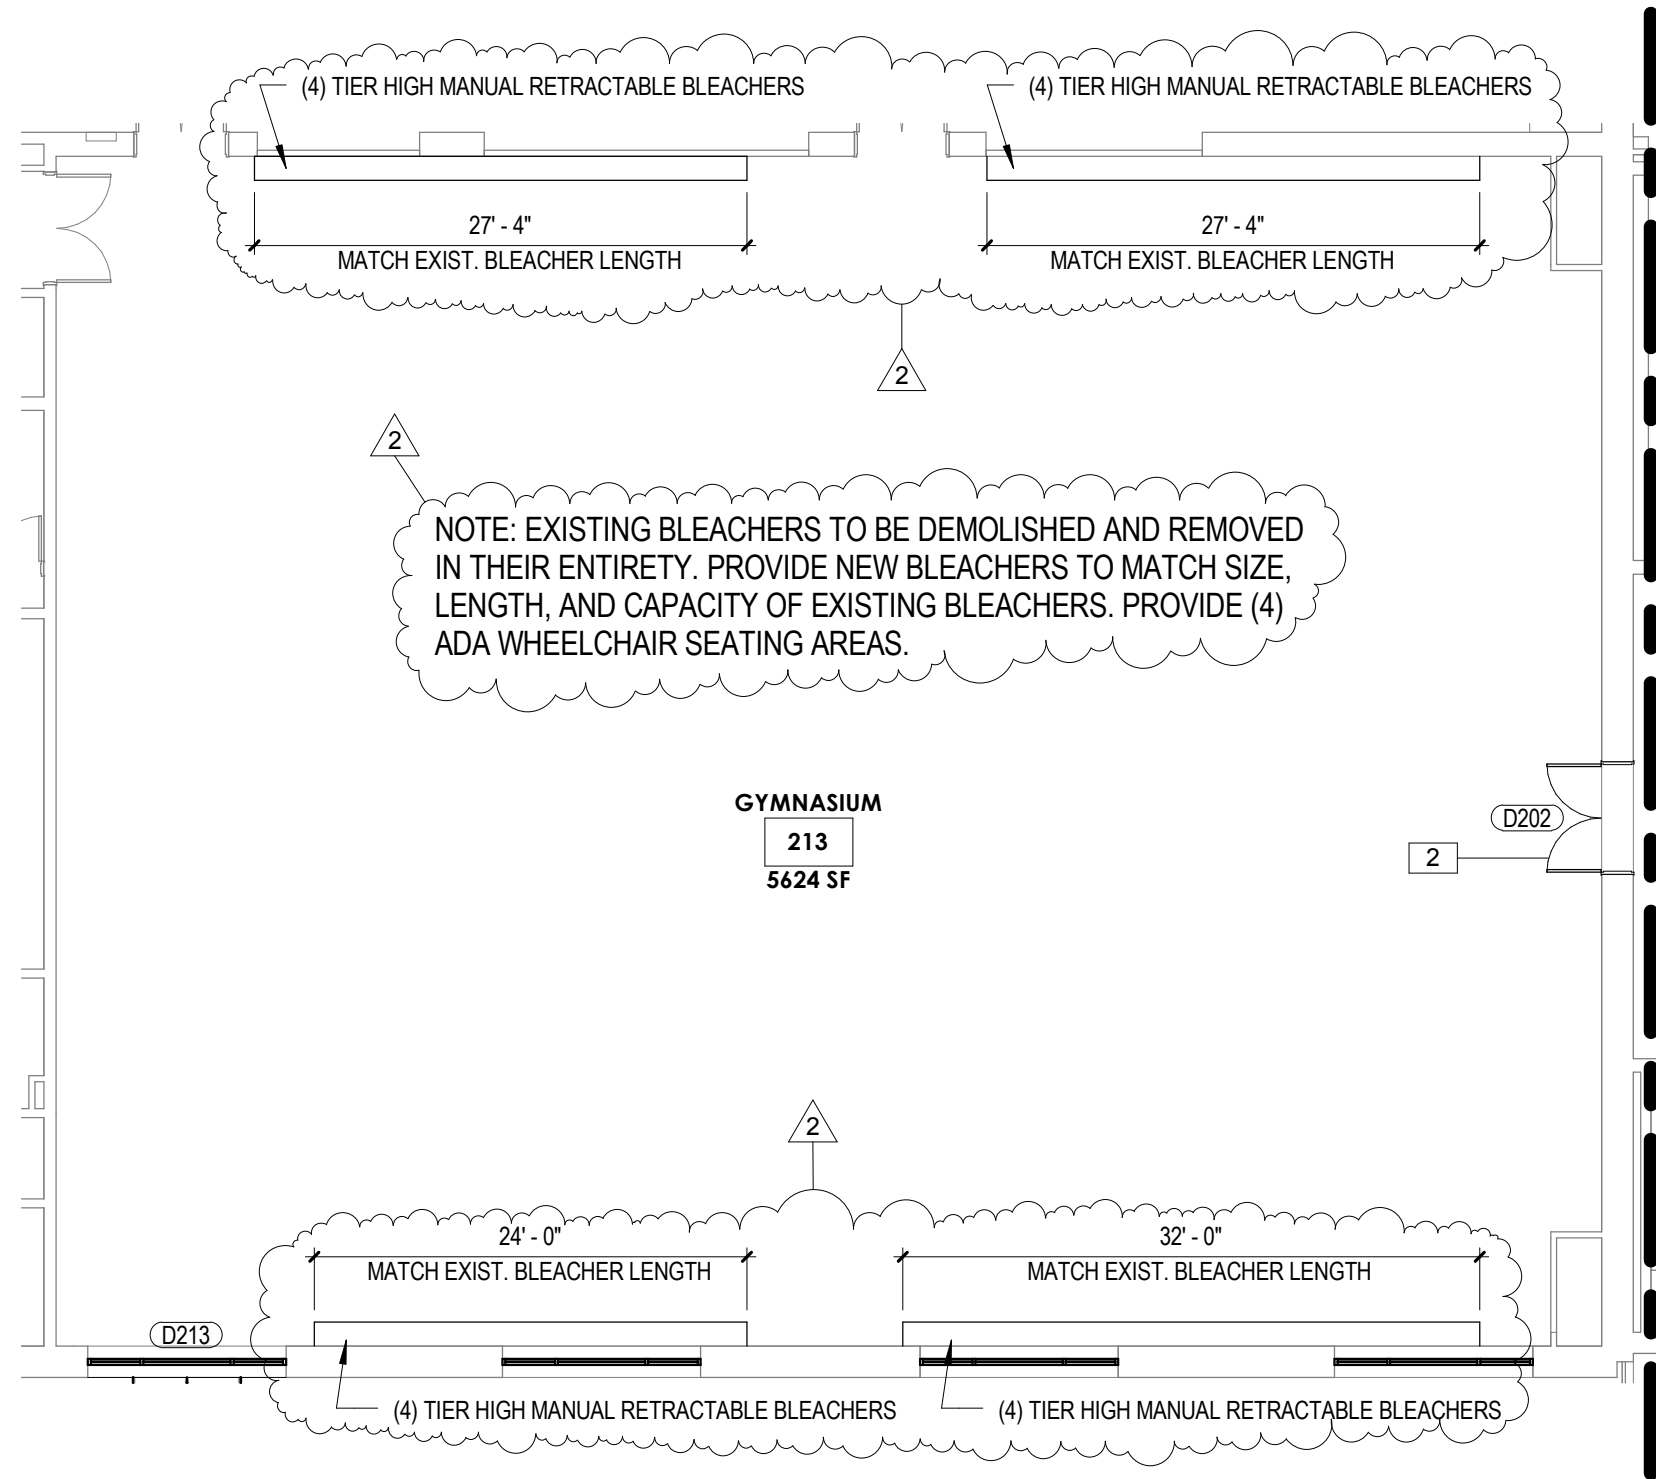 (4) TIER HIGH MANUAL RETRACTABLE BLEACHERS
(4) TIER HIGH MANUAL RETRACTABLE BLEACHERS
27' - 4"
MATCH EXIST. BLEACHER LENGTH
27' - 4"
MATCH EXIST. BLEACHER LENGTH
2
2
NOTE: EXISTING BLEACHERS TO BE DEMOLISHED AND REMOVED
IN THEIR ENTIRETY. PROVIDE NEW BLEACHERS TO MATCH SIZE,
LENGTH, AND CAPACITY OF EXISTING BLEACHERS. PROVIDE (4)
ADA WHEELCHAIR SEATING AREAS.
GYMNASIUM
213
5624 SF
D202
2
2
24' - 0"
MATCH EXIST. BLEACHER LENGTH
32' - 0"
MATCH EXIST. BLEACHER LENGTH
D213
(4) TIER HIGH MANUAL RETRACTABLE BLEACHERS
(4) TIER HIGH MANUAL RETRACTABLE BLEACHERS